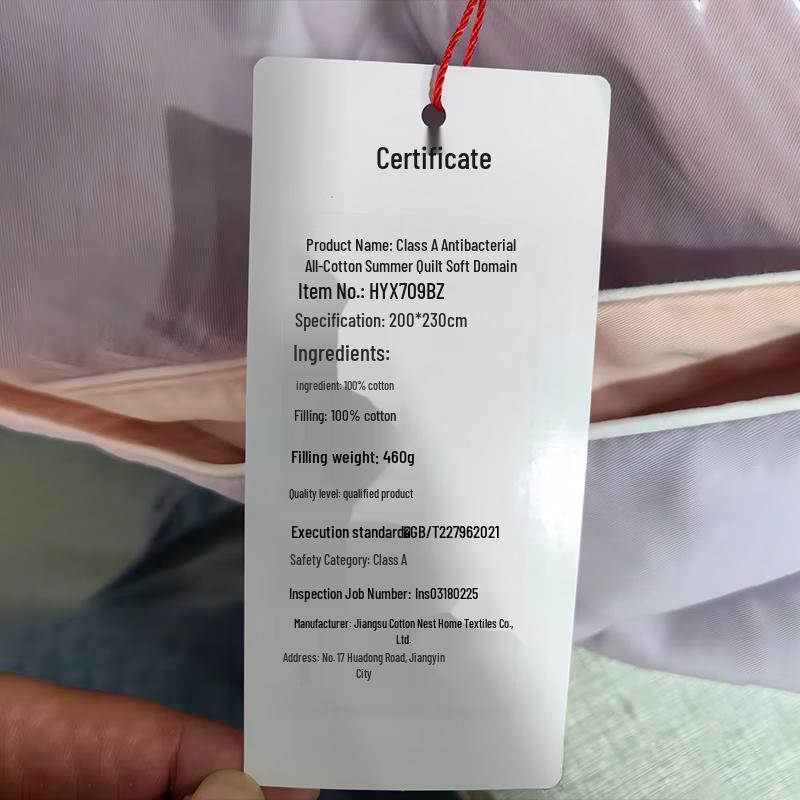 Certificate
Product Name: Class A Antibacterial
All-Cotton Summer Quilt Soft Domain
Item No.: HYX709BZ
Specification: 200*230cm
Ingredients:
ingredient: 100% cotton
Filling: 100% cotton
Filling weight: 460g
Quality level: qualified product
Execution standard GB/T227962021
Safety Category: Class A
Inspection Job Number: Ins03180225
Manufacturer: Jiangsu Cotton Nest Home Textiles Co.,
Ltd.
Address: No. 17 Huadong Road, Jiangyin
City